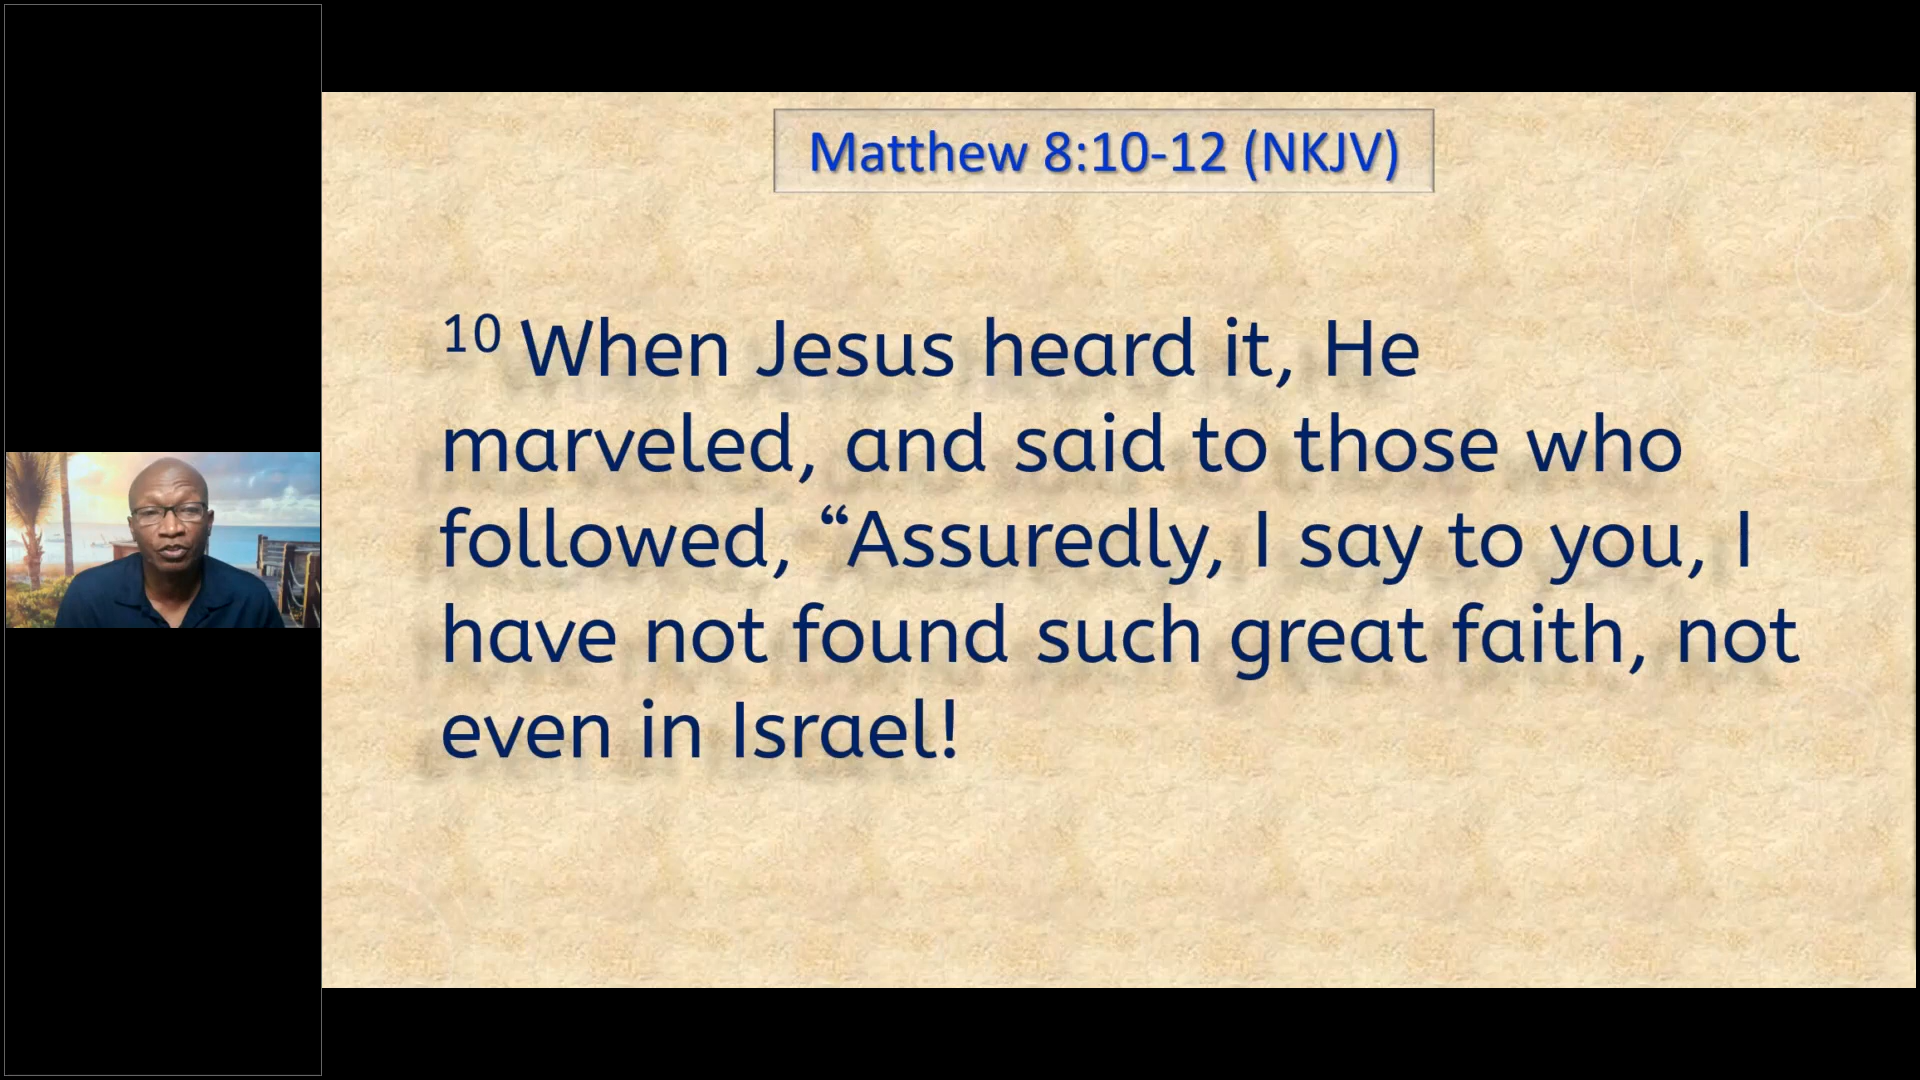 Matthew 8:10-12 (NKJV)
10 When Jesus heard it, He
marveled, and said to those who
followed, “Assuredly, I say to you, I
have not found such great faith, not
even in Israel!